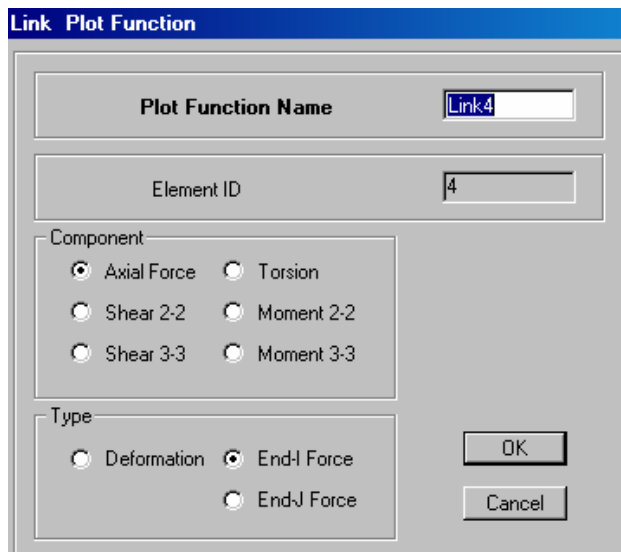 Link Plot Function
Plot Function Name
Link4
Element ID
4
Component
Axial Force
Torsion
Shear 2-2
Moment 2-2
Shear 3-3
Moment 3-3
Type
Deformation
End-I Force
End-J Force
OK
Cancel